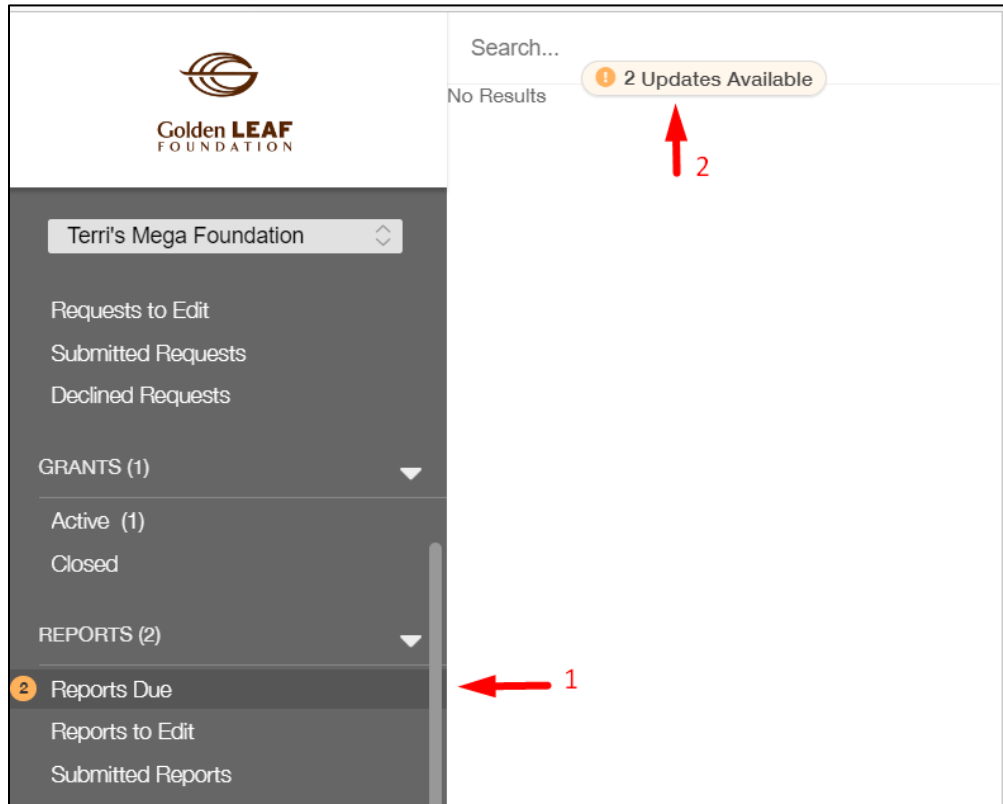 Golden LEAF
FOUNDATION
Search...
2 Updates Available
No Results
2
Terri's Mega Foundation
Requests to Edit
Submitted Requests
Declined Requests
GRANTS (1)
Active (1)
Closed
REPORTS (2)
2 Reports Due
1
Reports to Edit
Submitted Reports